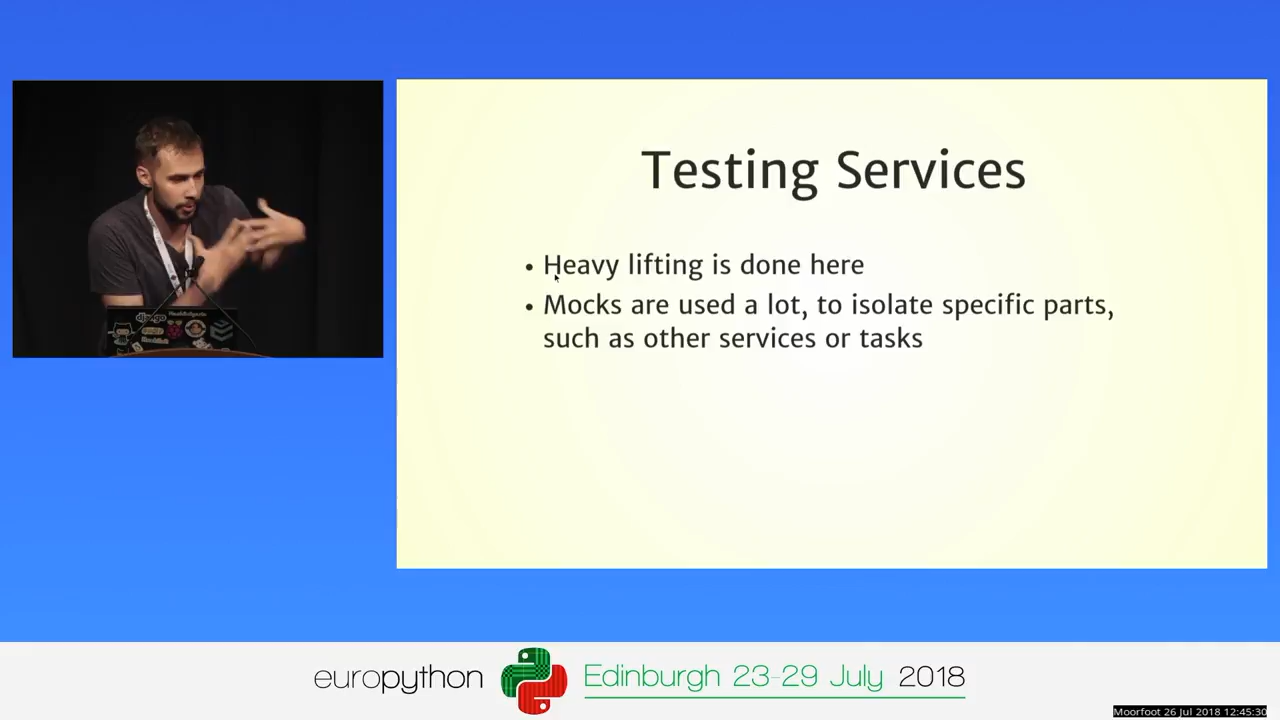 Testing Services
• Heavy lifting is done here
• Mocks are used a lot, to isolate specific parts,
such as other services or tasks
django
europython
Edinburgh 23-29 July 2018
Moorfoot 26 Jul 2018 12:45:30